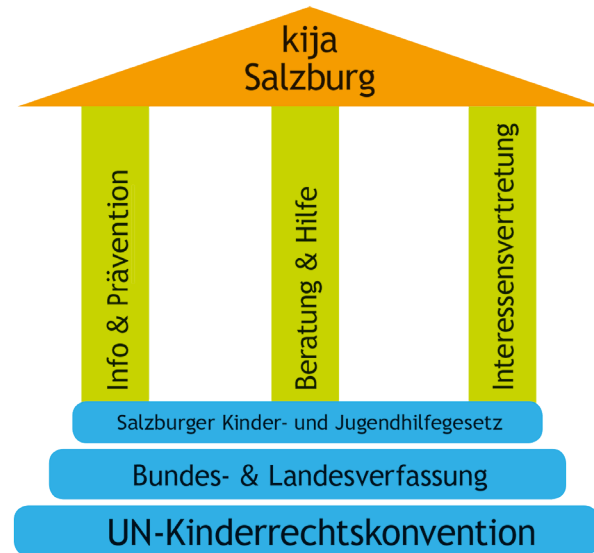 kija
Salzburg
Info & Prävention
Beratung & Hilfe
Interessensvertretung
Salzburger Kinder- und Jugendhilfegesetz
Bundes- & Landesverfassung
UN-Kinderrechtskonvention